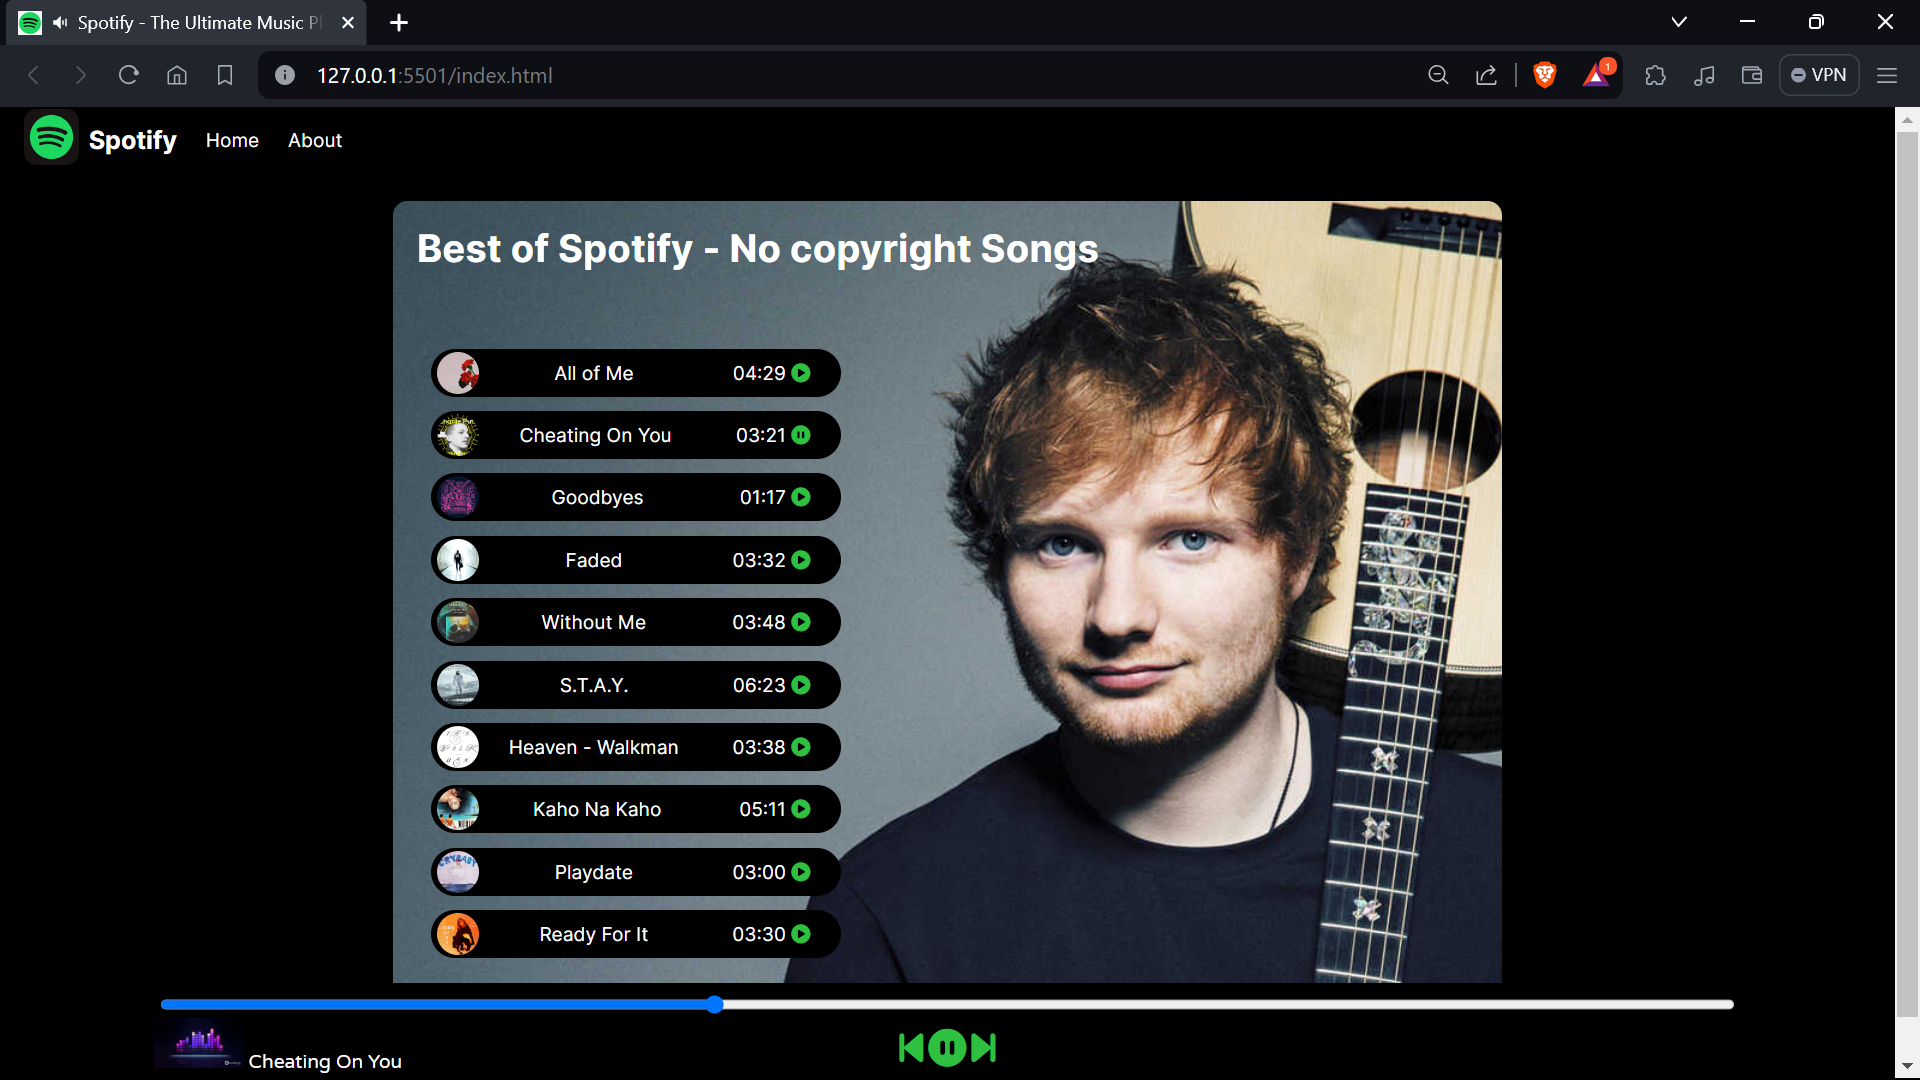 Spotify - The Ultimate Music Pl
127.0.0.1:5501/index.html
1
VPN
Spotify Home About
Best of Spotify - No copyright Songs
All of Me 04:29
Cheating On You 03:21
Goodbyes 01:17
Faded 03:32
Without Me 03:48
S.T.A.Y. 06:23
Heaven - Walkman 03:38
Kaho Na Kaho 05:11
CRYBABY
Playdate 03:00
Ready For It 03:30
Cheating On You